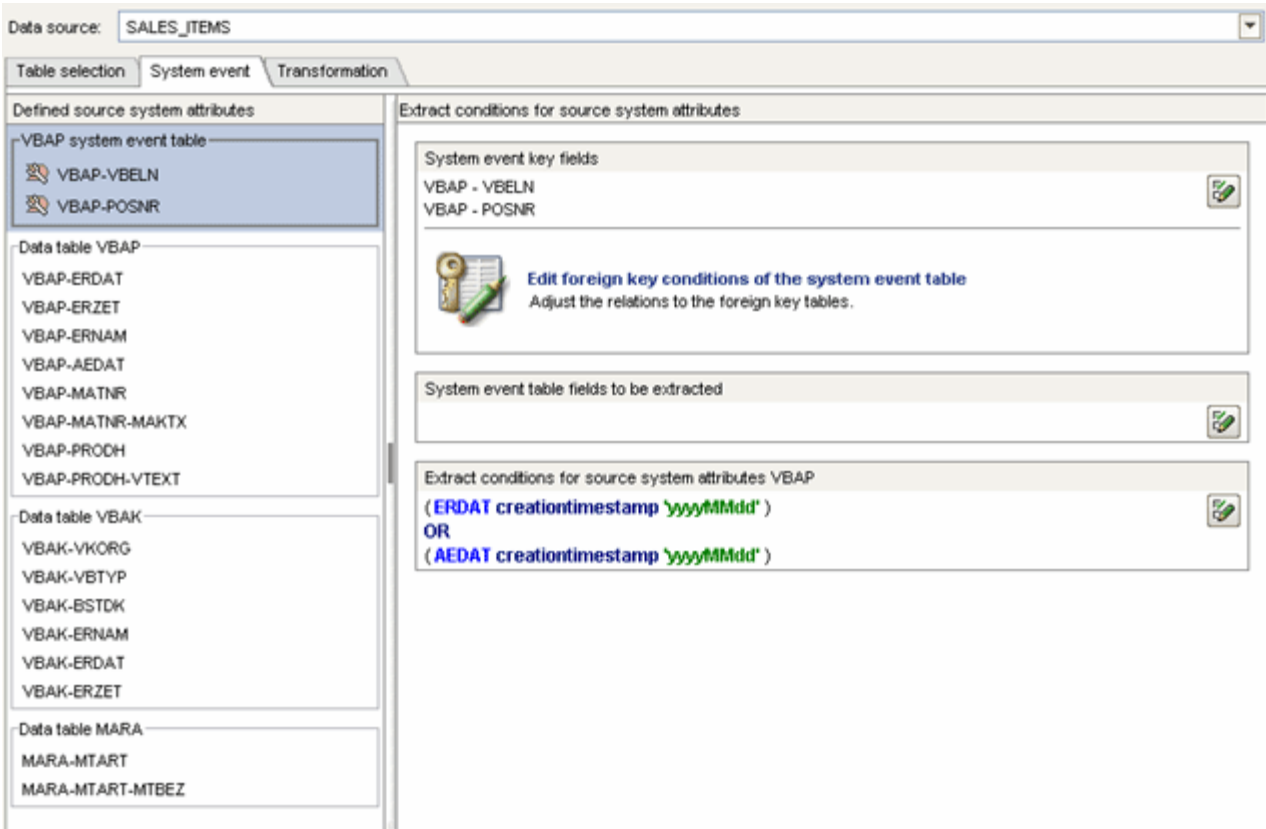 Data source: SALES_ITEMS
Table selection System event Transformation
Defined source system attributes
VBAP system event table
VBAP-VBELN
VBAP-POSNR
Data table VBAP
VBAP-ERDAT
VBAP-ERZET
VBAP-ERNAM
VBAP-AEDAT
VBAP-MATNR
VBAP-MATNR-MAKTX
VBAP-PRODH
VBAP-PRODH-VTEXT
Data table VBAK
VBAK-VKORG
VBAK-VBTYP
VBAK-BSTDK
VBAK-ERNAM
VBAK-ERDAT
VBAK-ERZET
Data table MARA
MARA-MTART
MARA-MTART-MTBEZ
Extract conditions for source system attributes
System event key fields
VBAP - VBELN
VBAP - POSNR
Edit foreign key conditions of the system event table
Adjust the relations to the foreign key tables.
System event table fields to be extracted
Extract conditions for source system attributes VBAP
( ERDAT creationtimestamp 'yyyyMMdd' )
OR
( AEDAT creationtimestamp 'yyyyMMdd' )